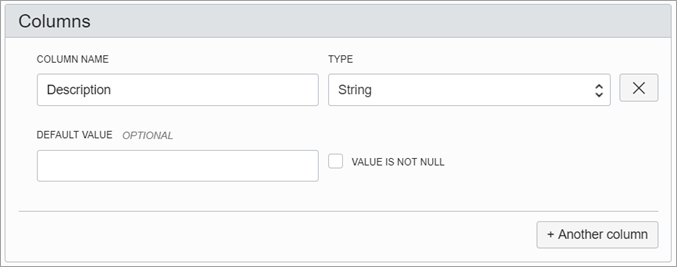 Columns
COLUMN NAME TYPE
Description String
DEFAULT VALUE OPTIONAL
VALUE IS NOT NULL
+ Another column